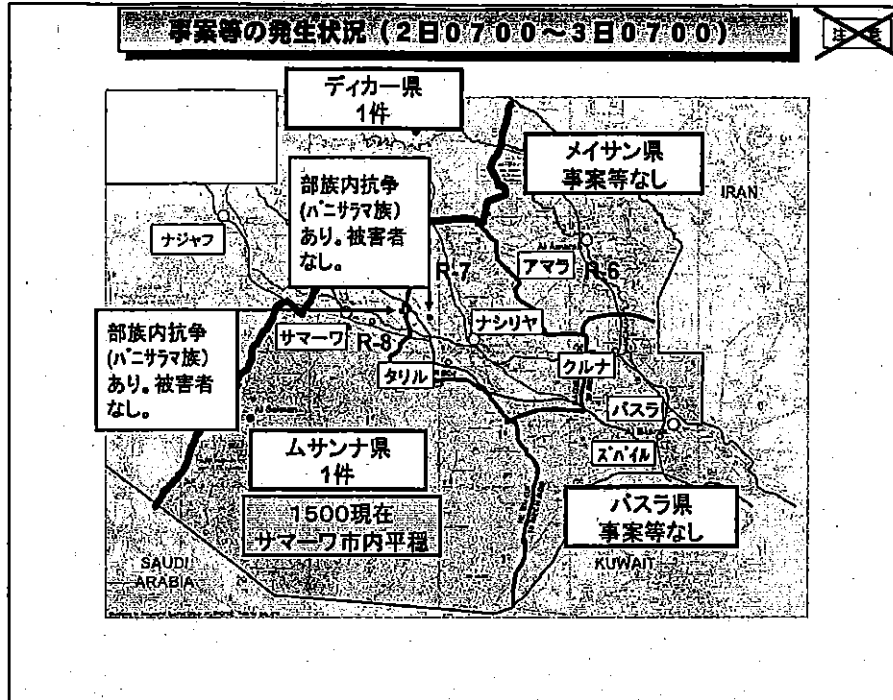 事案等の発生状況(2日0700~3日0700)
注意
ディカー県
1件
メイサン県
事案等なし
IRAN
部族内抗争
(バニサラマ族)
あり。被害者
なし。
ナジャフ
R-7
アマラ
R-6
部族内抗争
(バニサラマ族)
あり。被害者
なし。
サマーワ
R-8
ナシリヤ
タリル
クルナ
バスラ
ズバイル
ムサンナ県
1件
1500現在
サマーワ市内平穏
バスラ県
事案等なし
SAUDI
ARABIA
KUWAIT